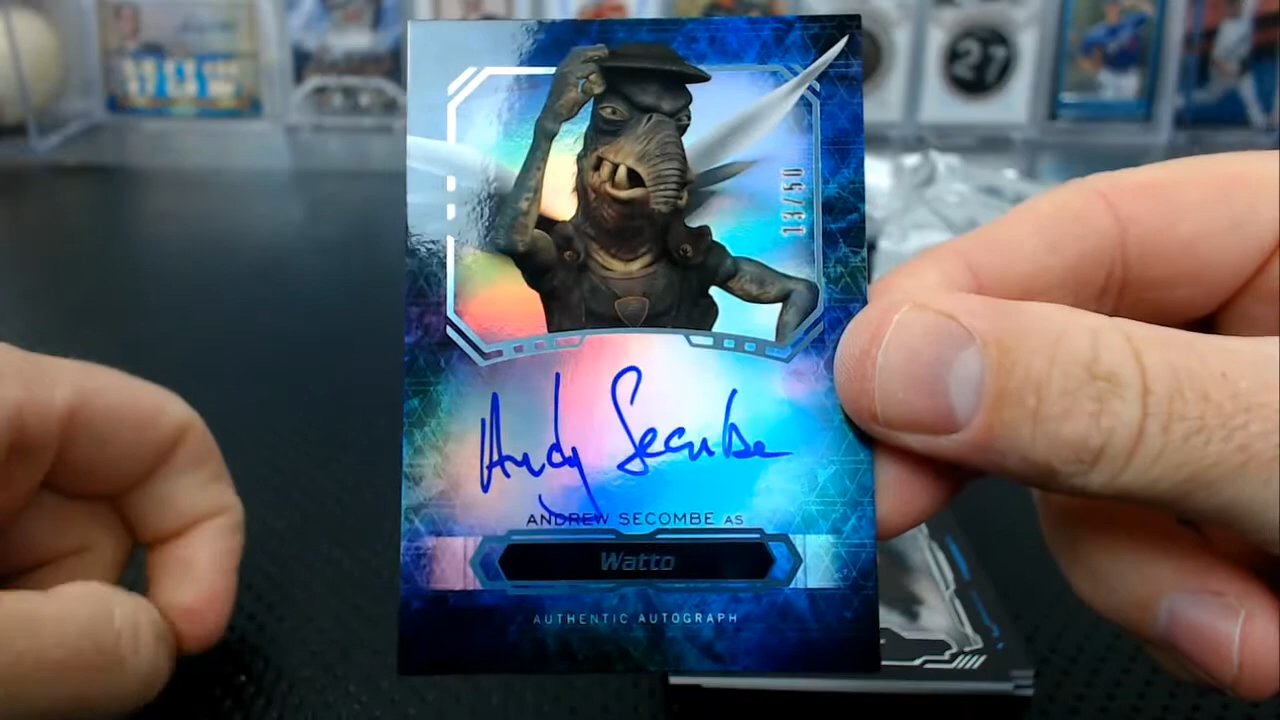 27
13/50
Andy Secombe
ANDREW SECOMBE AS
Watto
AUTHENTIC AUTOGRAPH